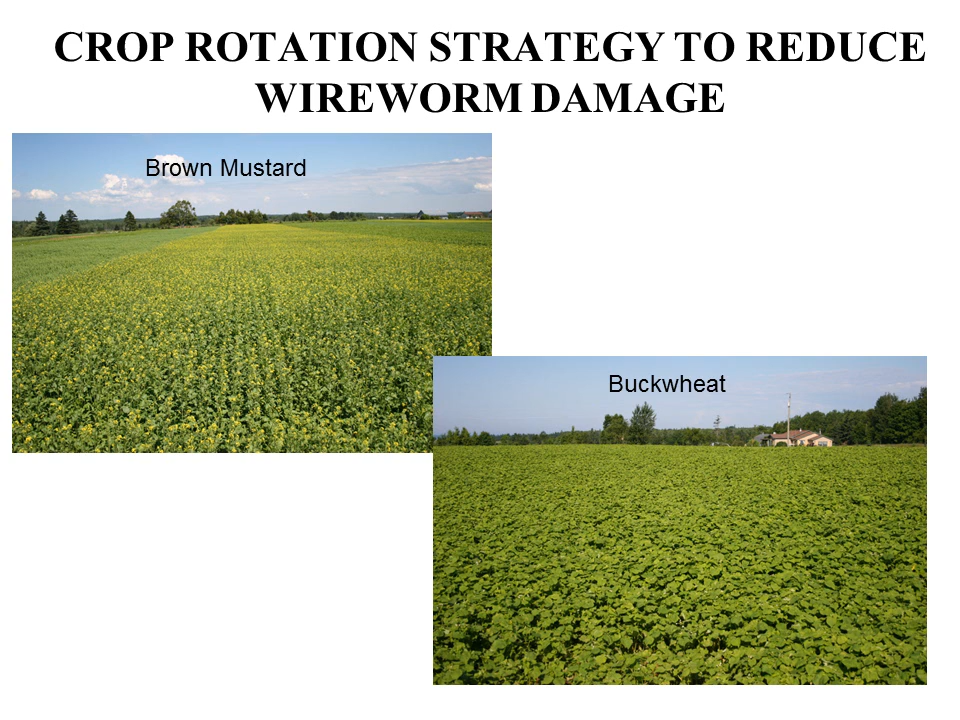 CROP ROTATION STRATEGY TO REDUCE
WIREWORM DAMAGE
Brown Mustard
Buckwheat